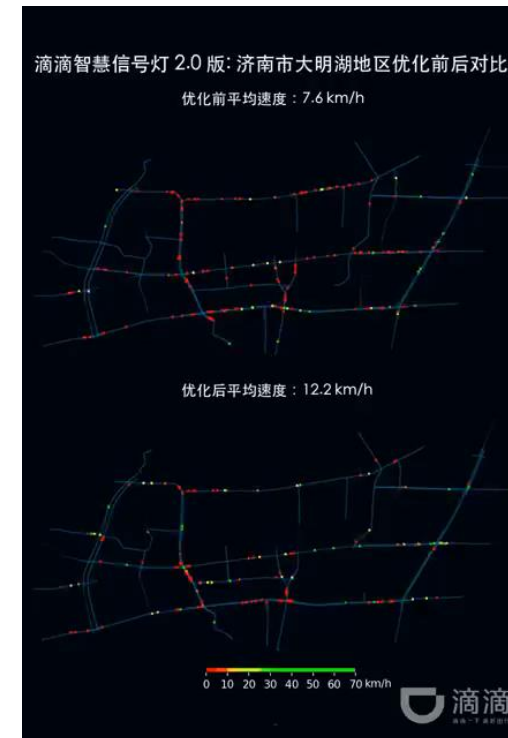 滴滴智慧信号灯 2.0 版: 济南市大明湖地区优化前后对比
优化前平均速度：7.6 km/h
优化后平均速度：12.2 km/h
0 10 20 30 40 50 60 70 km/h
滴滴